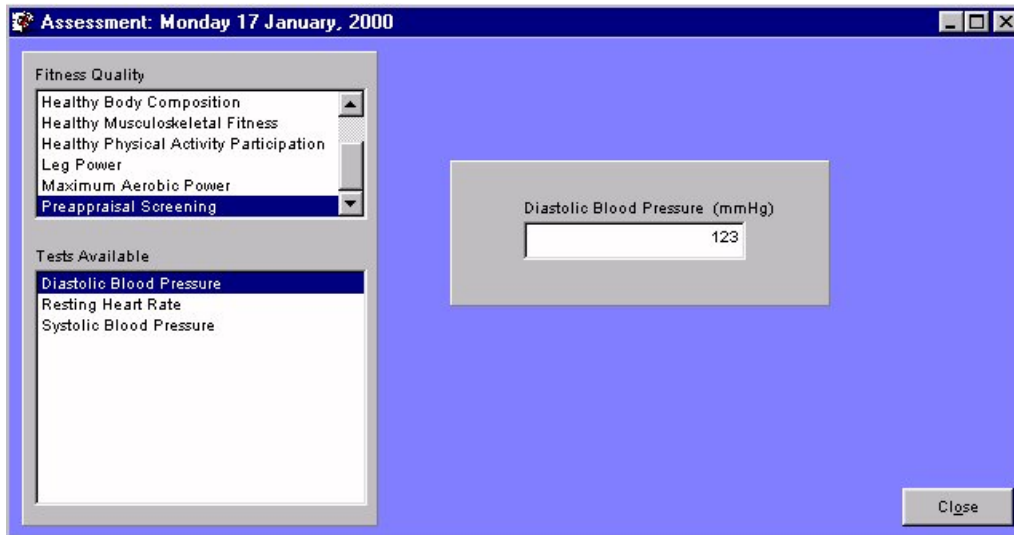 Assessment: Monday 17 January, 2000
Fitness Quality
Healthy Body Composition
Healthy Musculoskeletal Fitness
Healthy Physical Activity Participation
Leg Power
Maximum Aerobic Power
Preappraisal Screening
Tests Available
Diastolic Blood Pressure
Resting Heart Rate
Systolic Blood Pressure
Diastolic Blood Pressure (mmHg)
123
Close